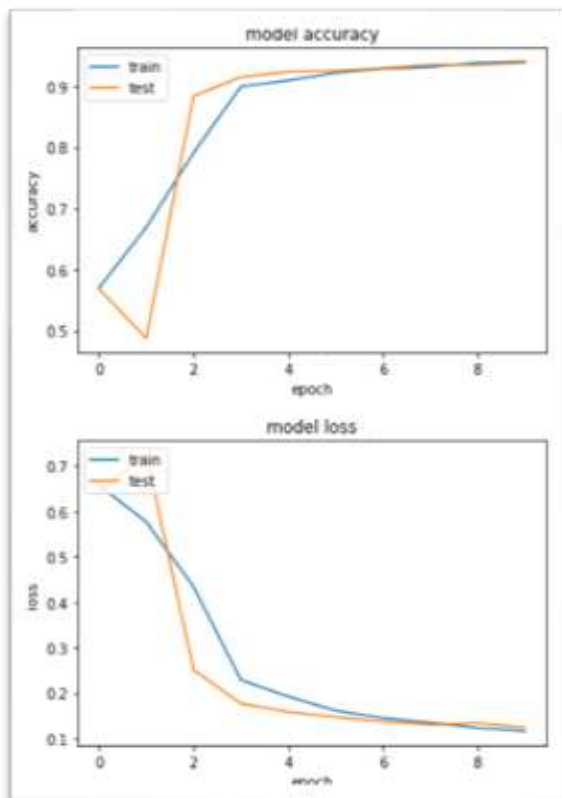 model accuracy
train
test
accuracy
0.9
0.8
0.7
0.6
0.5
0 2 4 6 8
epoch
model loss
train
test
loss
0.7
0.6
0.5
0.4
0.3
0.2
0.1
0 2 4 6 8
epoch